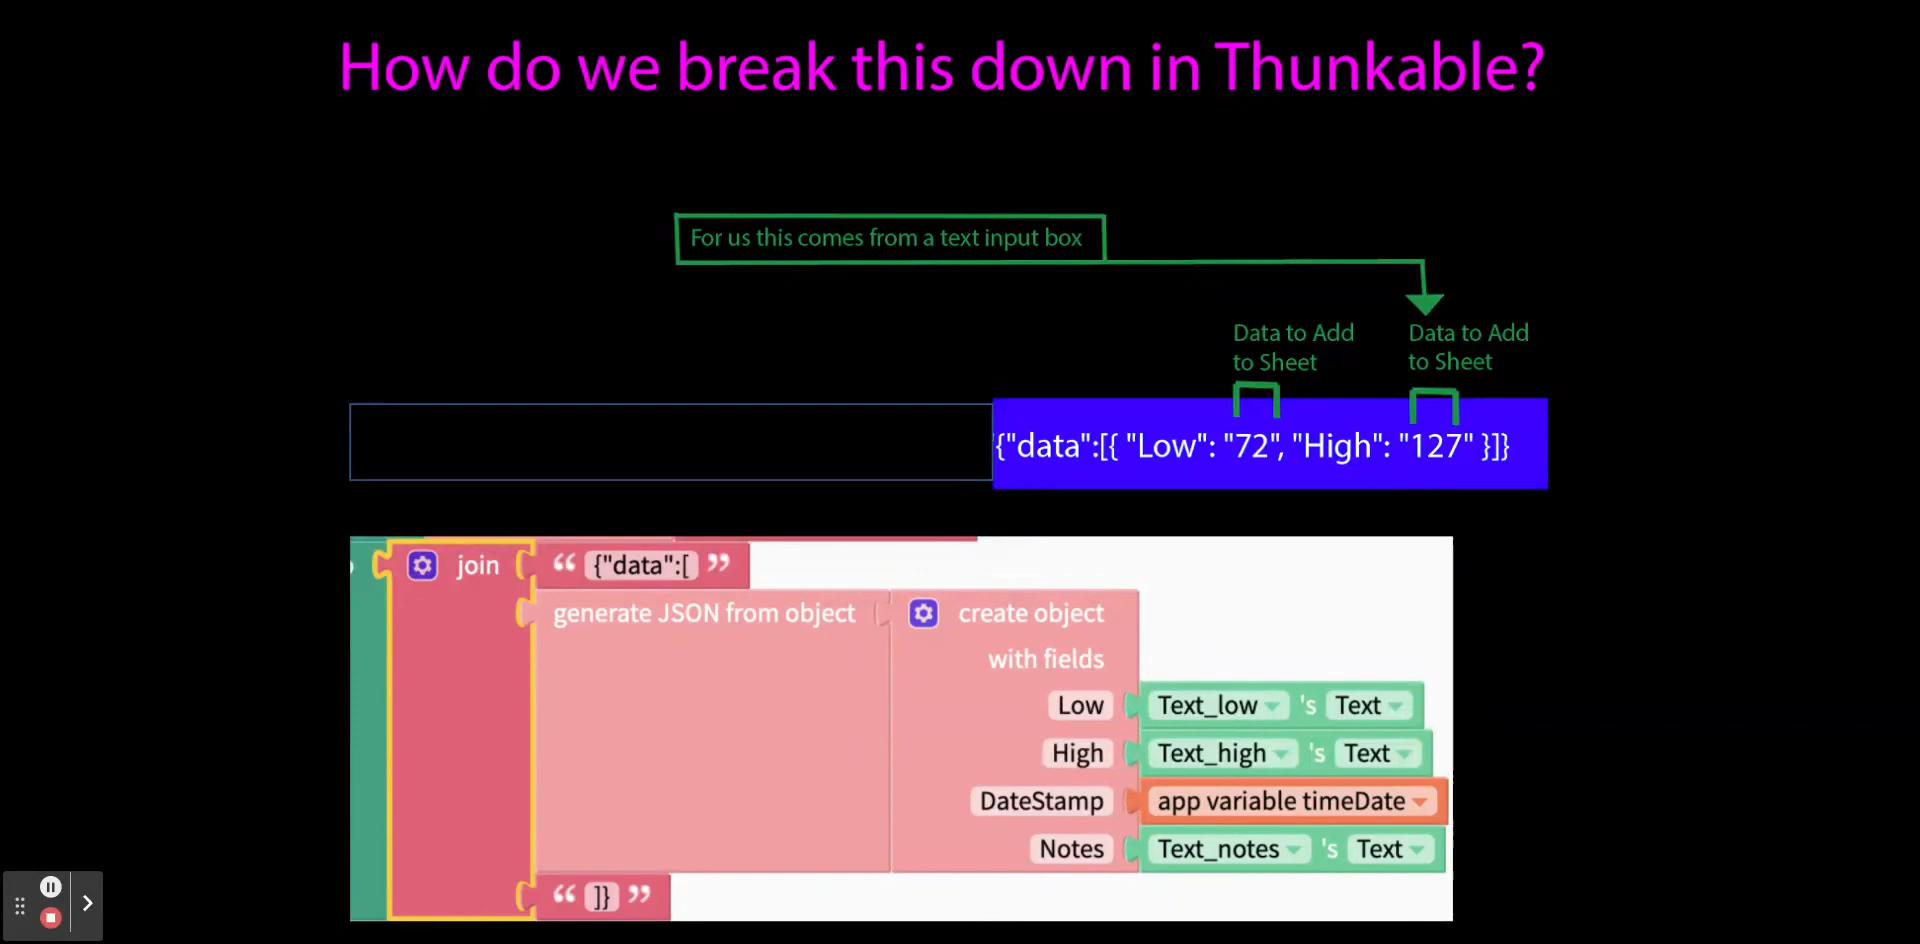 How do we break this down in Thunkable?
For us this comes from a text input box
Data to Add
to Sheet
Data to Add
to Sheet
'{"data":[{ "Low": "72", "High": "127" }]}
join “ {"data":[ ”
generate JSON from object create object
with fields
Low Text_low 's Text
High Text_high 's Text
DateStamp app variable timeDate
Notes Text_notes 's Text
“ ]} ”